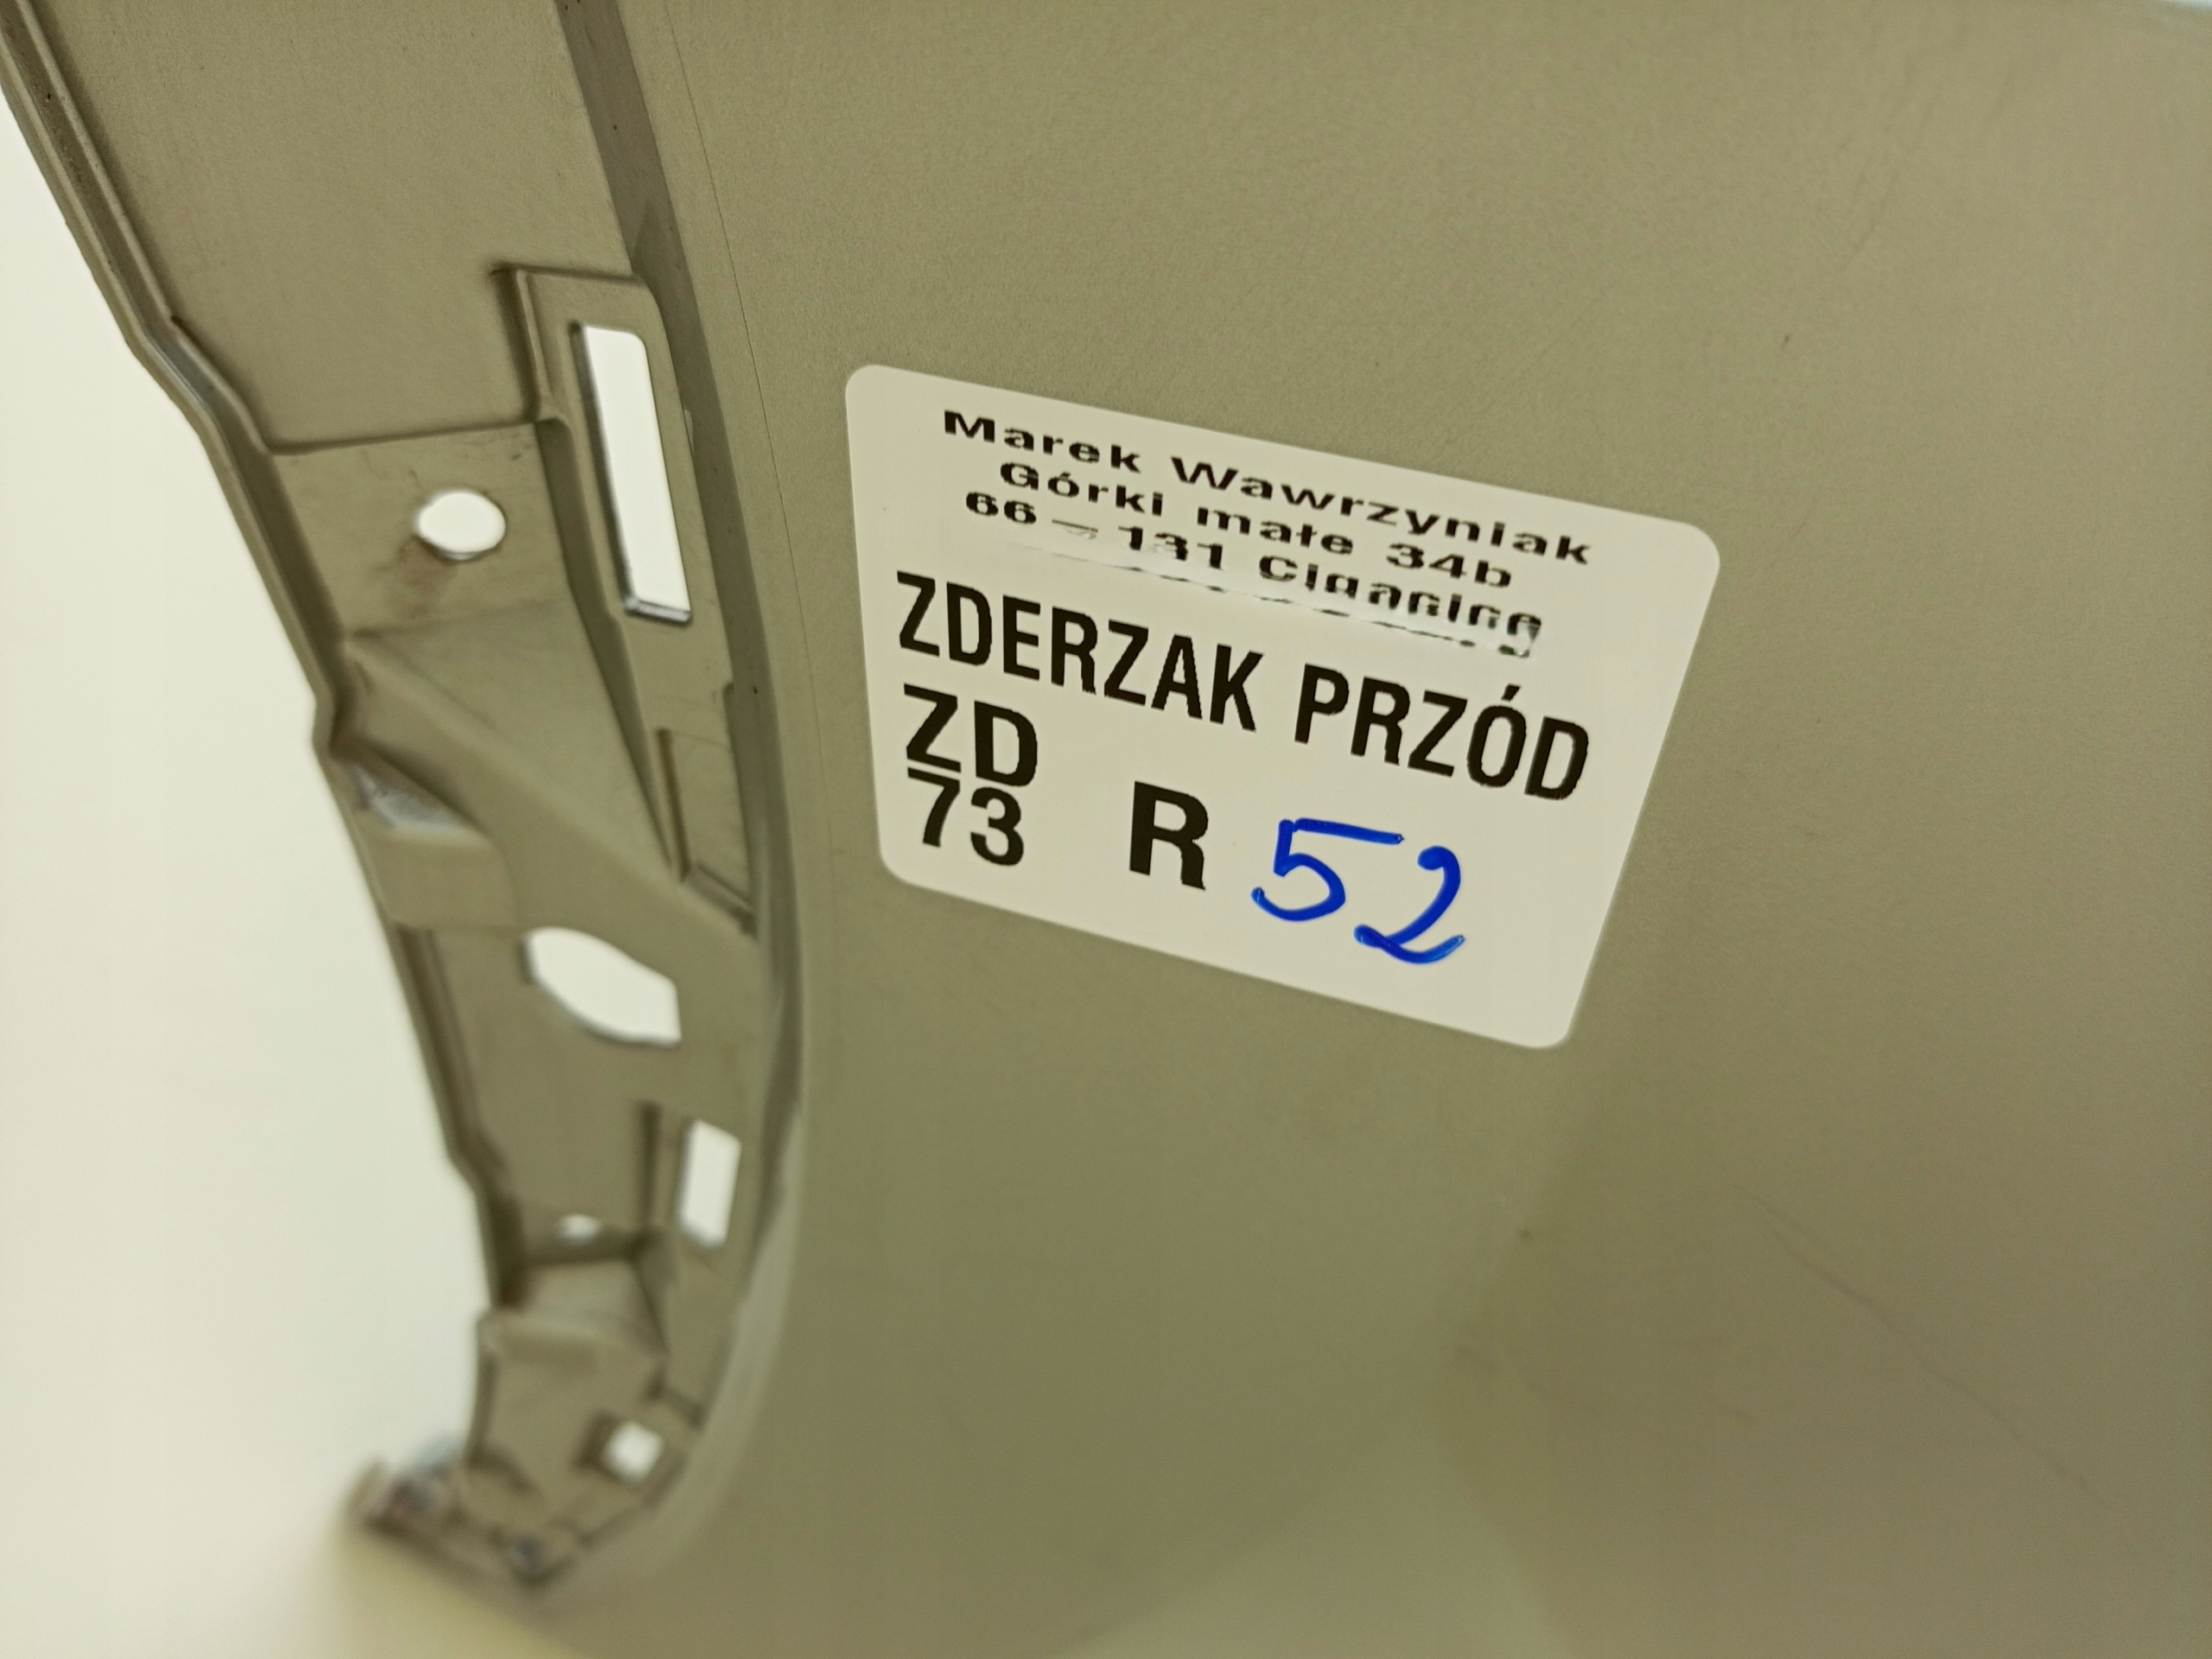 Marek Wawrzyniak
Górki małe 34b
66 – 131 Cigacice
ZDERZAK PRZÓD
ZD
73 R 52